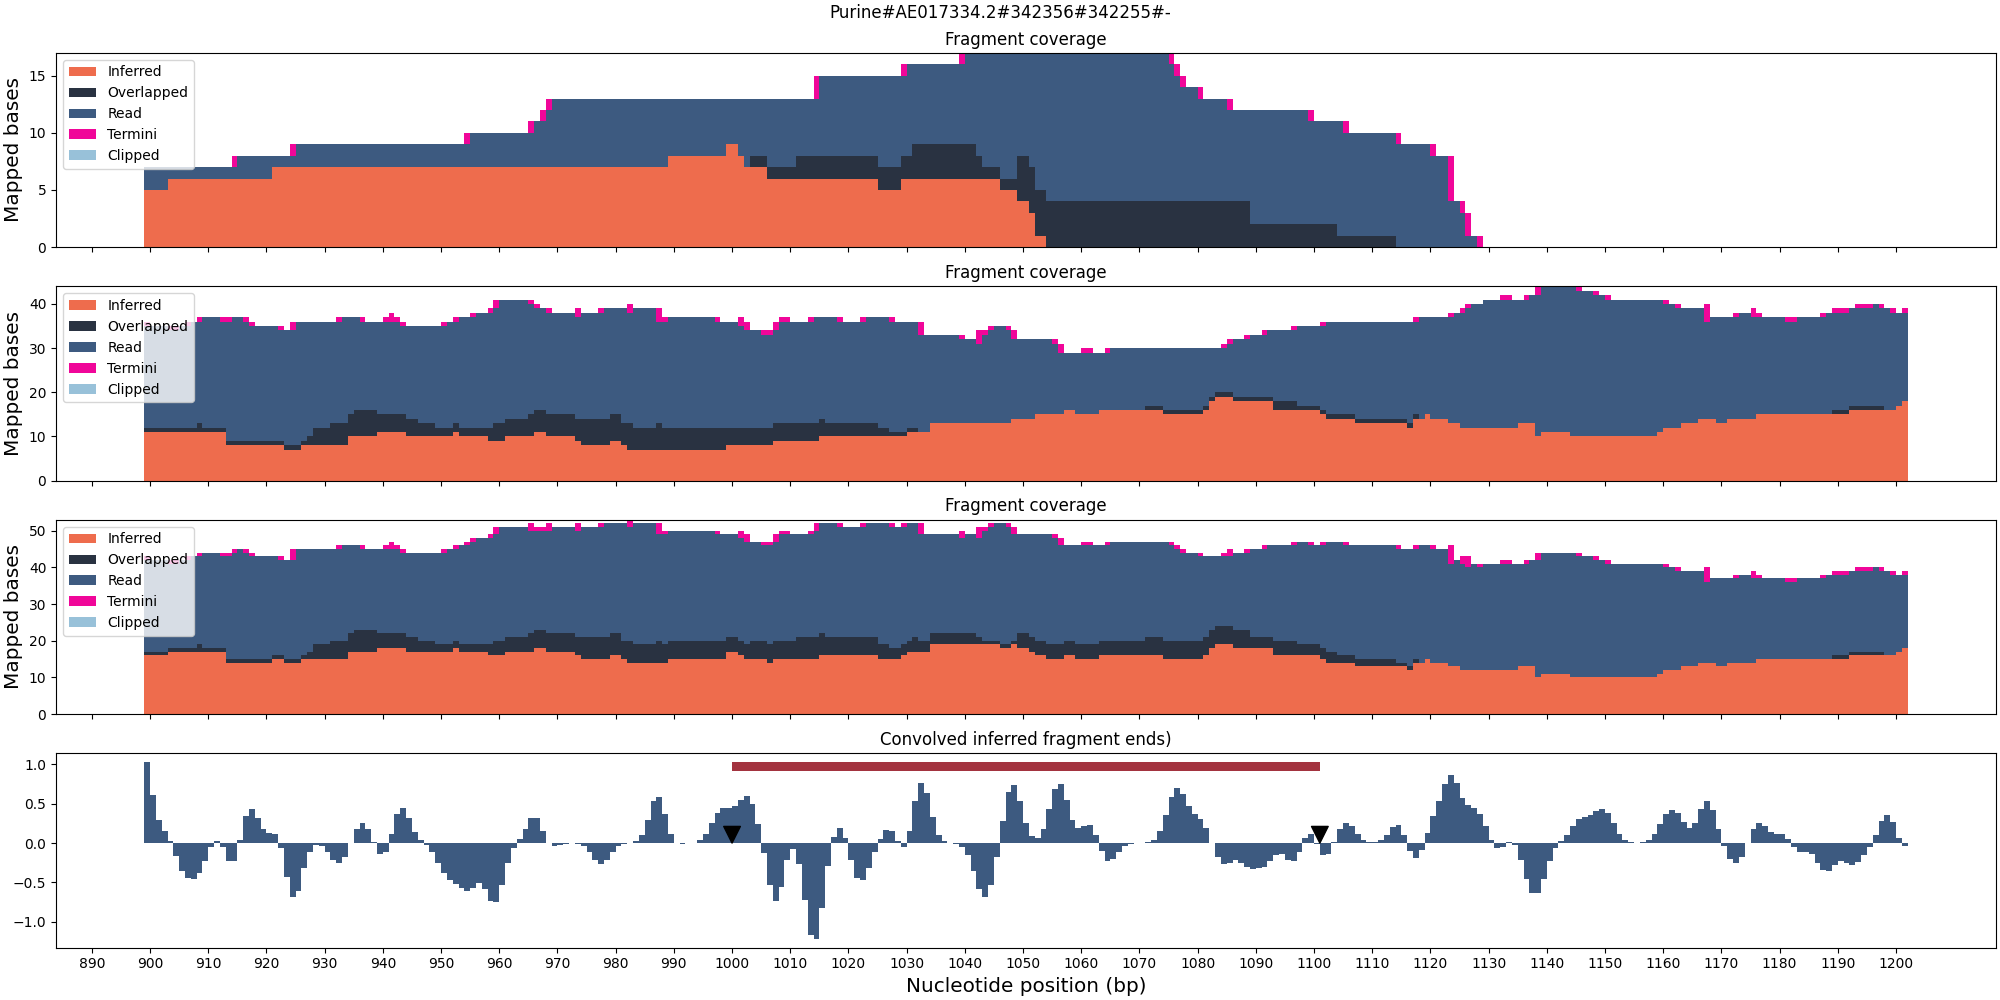 Purine#AE017334.2#342356#342255#-
Fragment coverage
Mapped bases
15
10
5
0
Inferred
Overlapped
Read
Termini
Clipped
Fragment coverage
Mapped bases
40
30
20
10
0
Inferred
Overlapped
Read
Termini
Clipped
Fragment coverage
Mapped bases
50
40
30
20
10
0
Inferred
Overlapped
Read
Termini
Clipped
Convolved inferred fragment ends)
1.0
0.5
0.0
−0.5
−1.0
890 900 910 920 930 940 950 960 970 980 990 1000 1010 1020 1030 1040 1050 1060 1070 1080 1090 1100 1110 1120 1130 1140 1150 1160 1170 1180 1190 1200
Nucleotide position (bp)